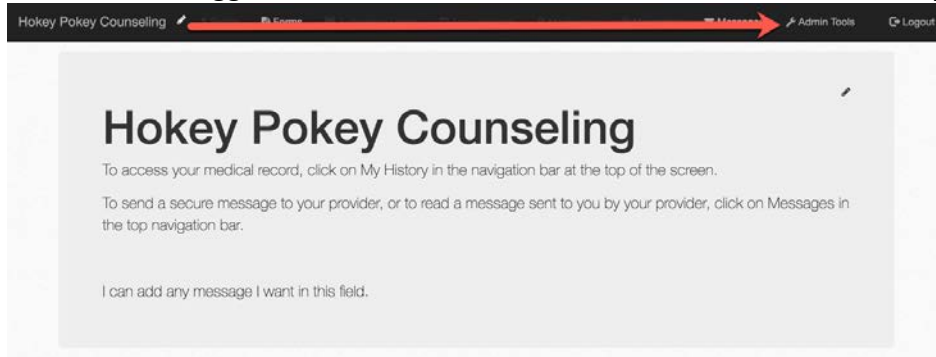 Hokey Pokey Counseling Admin Tools Logout
Hokey Pokey Counseling
To access your medical record, click on My History in the navigation bar at the top of the screen.
To send a secure message to your provider, or to read a message sent to you by your provider, click on Messages in
the top navigation bar.
I can add any message I want in this field.